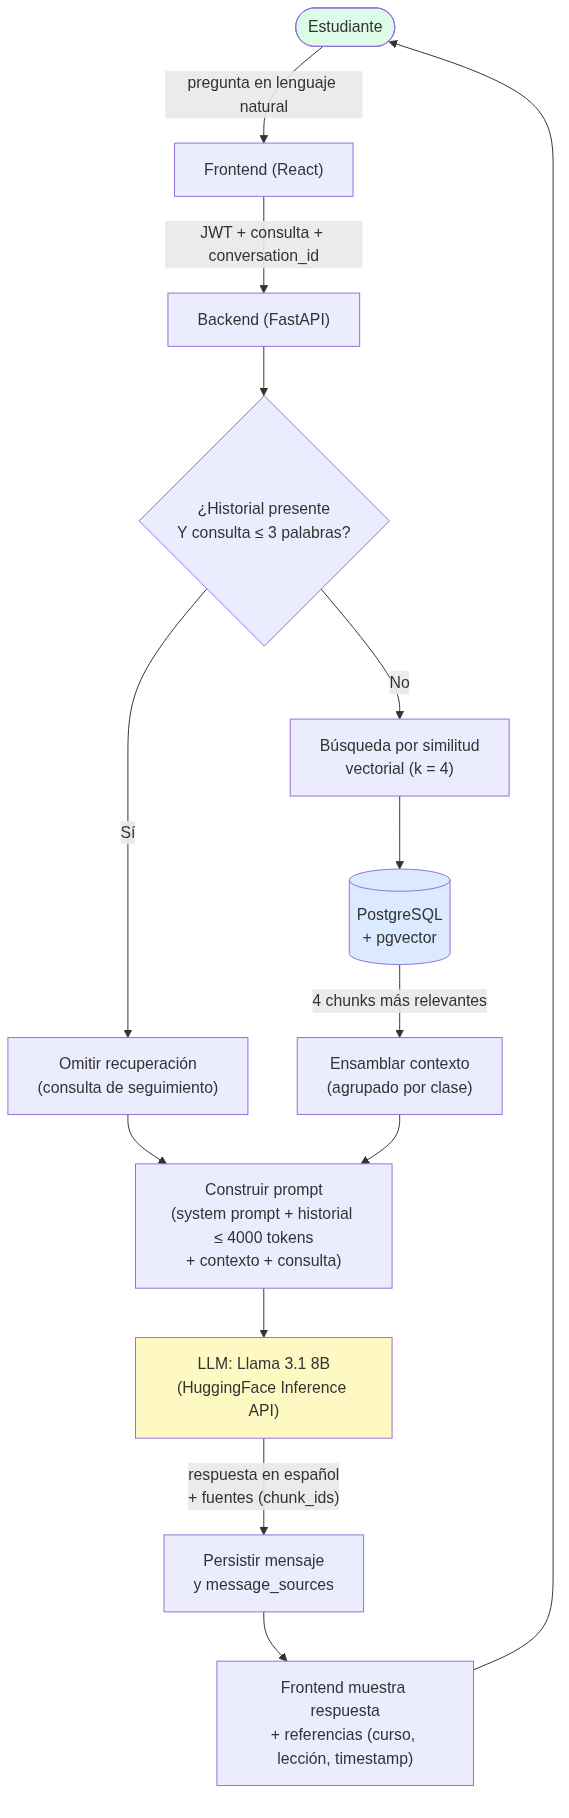 Estudiante
pregunta en lenguaje
natural
Frontend (React)
JWT + consulta +
conversation_id
Backend (FastAPI)
¿Historial presente
Y consulta ≤ 3 palabras?
No
Búsqueda por similitud
vectorial (k = 4)
Sí
PostgreSQL
+ pgvector
4 chunks más relevantes
Omitir recuperación
(consulta de seguimiento)
Ensamblar contexto
(agrupado por clase)
Construir prompt
(system prompt + historial
≤ 4000 tokens
+ contexto + consulta)
LLM: Llama 3.1 8B
(HuggingFace Inference
API)
respuesta en español
+ fuentes (chunk_ids)
Persistir mensaje
y message_sources
Frontend muestra
respuesta
+ referencias (curso,
lección, timestamp)